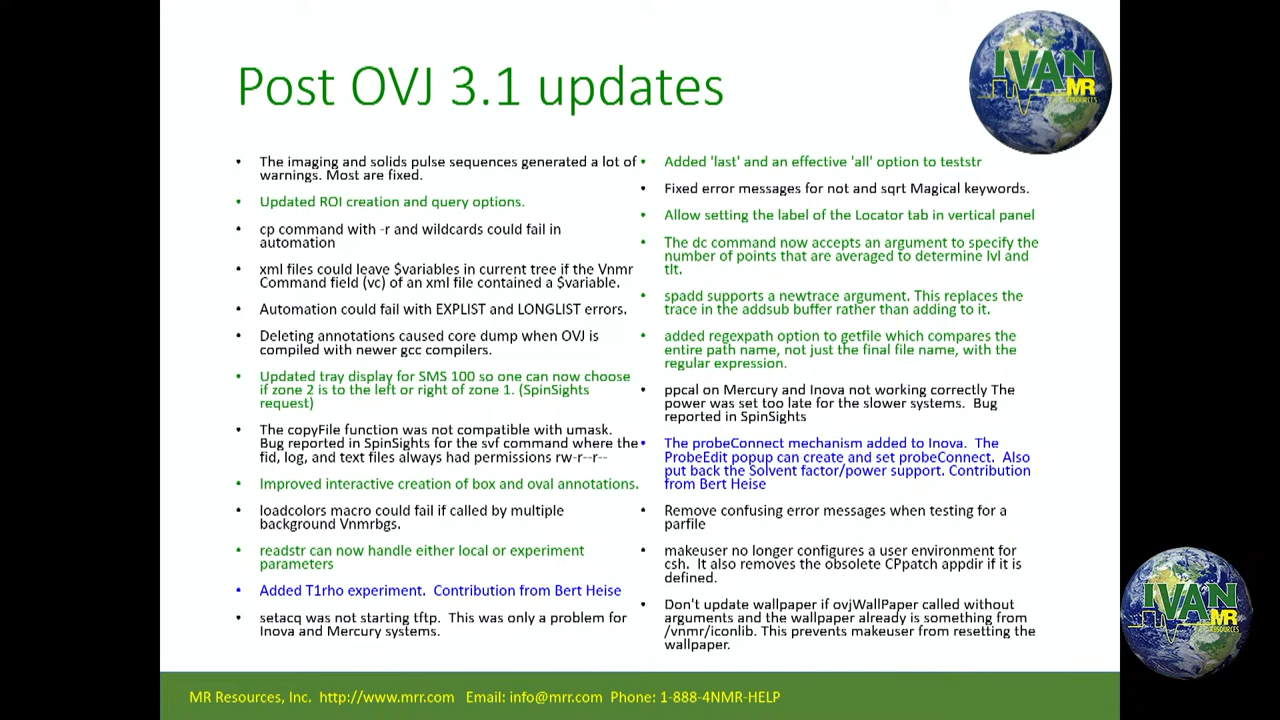 Post OVJ 3.1 updates
IVAN
MR
RESOURCES
• The imaging and solids pulse sequences generated a lot of
warnings. Most are fixed.
• Updated ROI creation and query options.
• cp command with -r and wildcards could fail in
automation
• xml files could leave $variables in current tree if the Vnmr
Command field (vc) of an xml file contained a $variable.
• Automation could fail with EXPLIST and LONGLIST errors.
• Deleting annotations caused core dump when OVJ is
compiled with newer gcc compilers.
• Updated tray display for SMS 100 so one can now choose
if zone 2 is to the left or right of zone 1. (SpinSights
request)
• The copyFile function was not compatible with umask.
Bug reported in SpinSights for the svf command where the
fid, log, and text files always had permissions rw-r--r--
• Improved interactive creation of box and oval annotations.
• loadcolors macro could fail if called by multiple
background Vnmrbgs.
• readstr can now handle either local or experiment
parameters
• Added T1rho experiment.  Contribution from Bert Heise
• setacq was not starting tftp.  This was only a problem for
Inova and Mercury systems.
• Added 'last' and an effective 'all' option to teststr
• Fixed error messages for not and sqrt Magical keywords.
• Allow setting the label of the Locator tab in vertical panel
• The dc command now accepts an argument to specify the
number of points that are averaged to determine lvl and
tlt.
• spadd supports a newtrace argument. This replaces the
trace in the addsub buffer rather than adding to it.
• added regexpath option to getfile which compares the
entire path name, not just the final file name, with the
regular expression.
• ppcal on Mercury and Inova not working correctly The
power was set too late for the slower systems.  Bug
reported in SpinSights
• The probeConnect mechanism added to Inova.  The
ProbeEdit popup can create and set probeConnect.  Also
put back the Solvent factor/power support. Contribution
from Bert Heise
• Remove confusing error messages when testing for a
parfile
• makeuser no longer configures a user environment for
csh.  It also removes the obsolete CPpatch appdir if it is
defined.
• Don't update wallpaper if ovjWallPaper called without
arguments and the wallpaper already is something from
/vnmr/iconlib. This prevents makeuser from resetting the
wallpaper.
IVAN
MR
RESOURCES
MR Resources, Inc.  http://www.mrr.com   Email: info@mrr.com  Phone: 1-888-4NMR-HELP